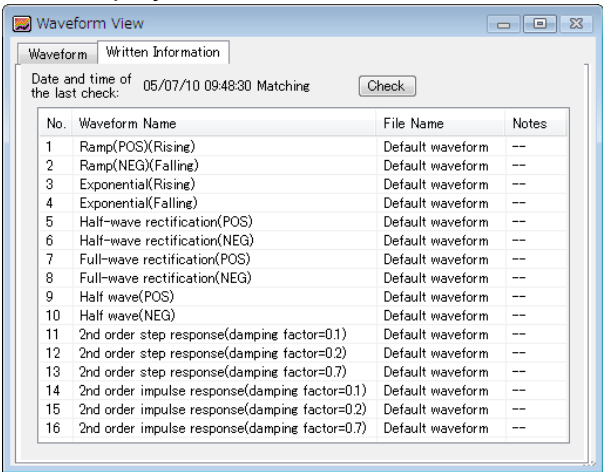 Waveform View
Waveform Written Information
Date and time of
the last check: 05/07/10 09:48:30 Matching Check
No. Waveform Name File Name Notes
1 Ramp(POS)(Rising) Default waveform --
2 Ramp(NEG)(Falling) Default waveform --
3 Exponential(Rising) Default waveform --
4 Exponential(Falling) Default waveform --
5 Half-wave rectification(POS) Default waveform --
6 Half-wave rectification(NEG) Default waveform --
7 Full-wave rectification(POS) Default waveform --
8 Full-wave rectification(NEG) Default waveform --
9 Half wave(POS) Default waveform --
10 Half wave(NEG) Default waveform --
11 2nd order step response(damping factor=0.1) Default waveform --
12 2nd order step response(damping factor=0.2) Default waveform --
13 2nd order step response(damping factor=0.7) Default waveform --
14 2nd order impulse response(damping factor=0.1) Default waveform --
15 2nd order impulse response(damping factor=0.2) Default waveform --
16 2nd order impulse response(damping factor=0.7) Default waveform --